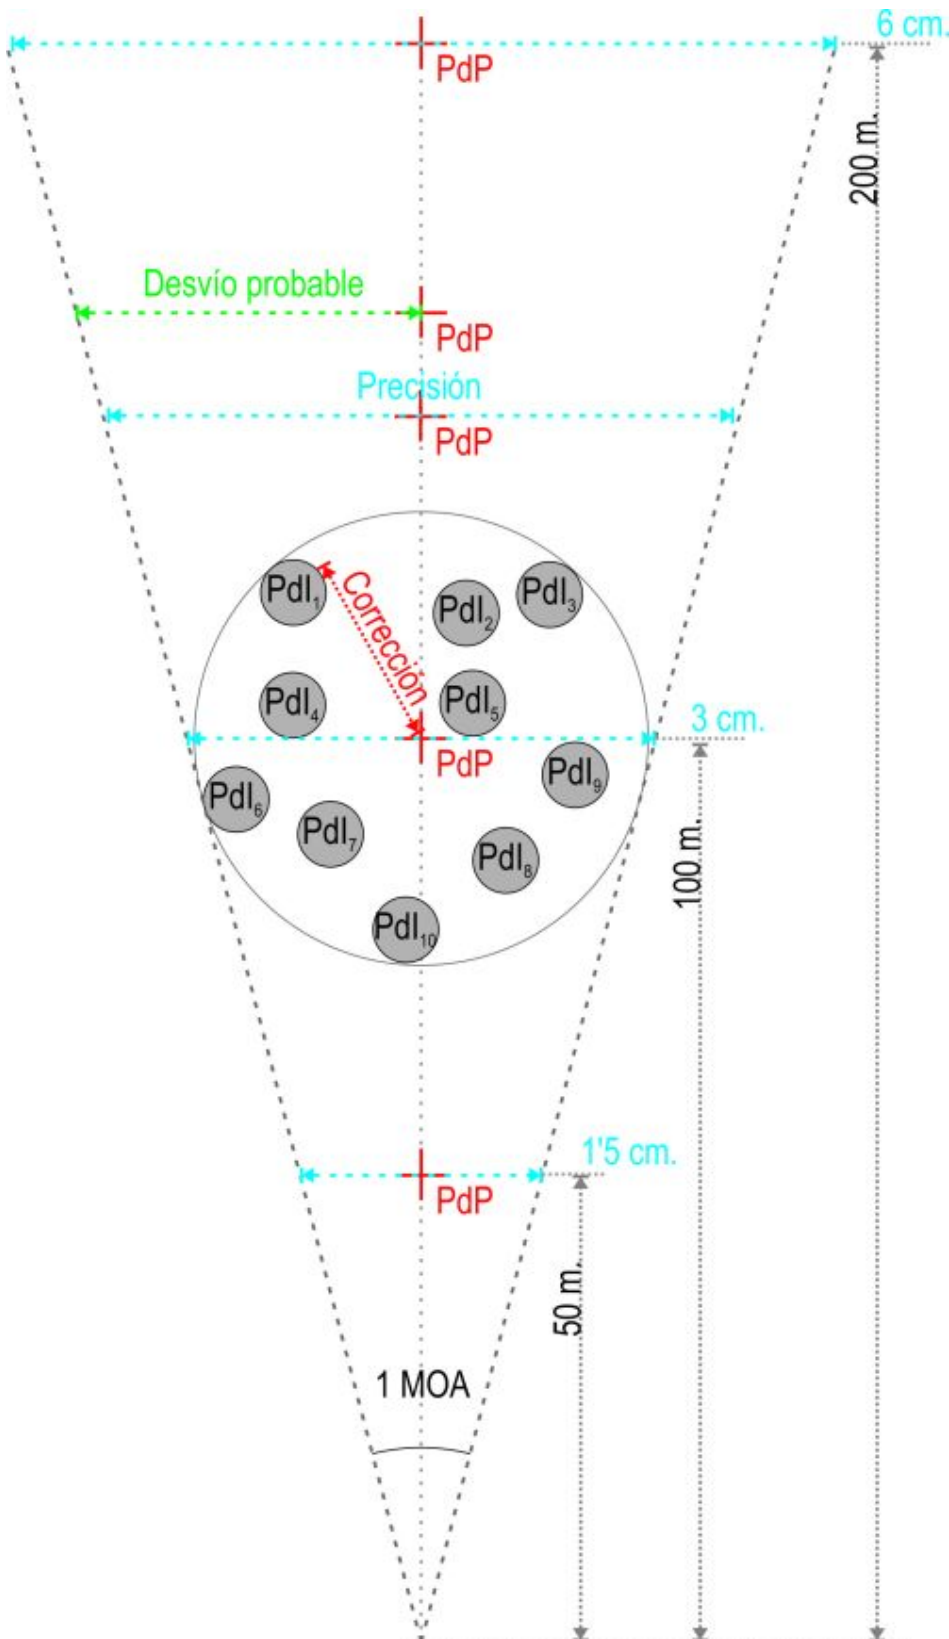 6 cm.
PdP
200 m.
Desvío probable
PdP
Precisión
PdP
PdI₁
Corrección
PdI₂
PdI₃
PdI₄
PdI₅
3 cm.
PdP
PdI₉
PdI₆
PdI₇
PdI₈
100 m.
PdI₁₀
1'5 cm.
PdP
50 m.
1 MOA